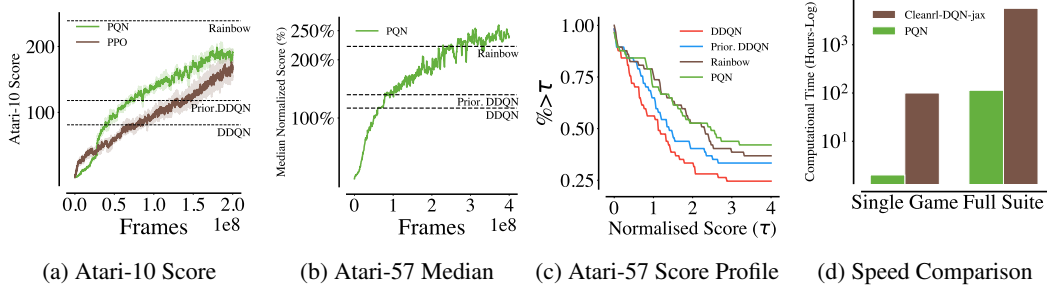 Atari-10 Score
200
100
PQN
PPO
Rainbow
Prior.DDQN
DDQN
0.0 0.5 1.0 1.5 2.0
Frames 1e8
(a) Atari-10 Score
Median Normalized Score (%)
250%
200%
100%
PQN
Rainbow
Prior. DDQN
DDQN
0 1 2 3 4
Frames 1e8
(b) Atari-57 Median
%>τ
1.00
0.75
0.50
0.25
DDQN
Prior. DDQN
Rainbow
PQN
0 1 2 3 4
Normalised Score (τ)
(c) Atari-57 Score Profile
Computational Time (Hours-Log)
10³
10²
10¹
Cleanrl-DQN-jax
PQN
Single Game Full Suite
(d) Speed Comparison